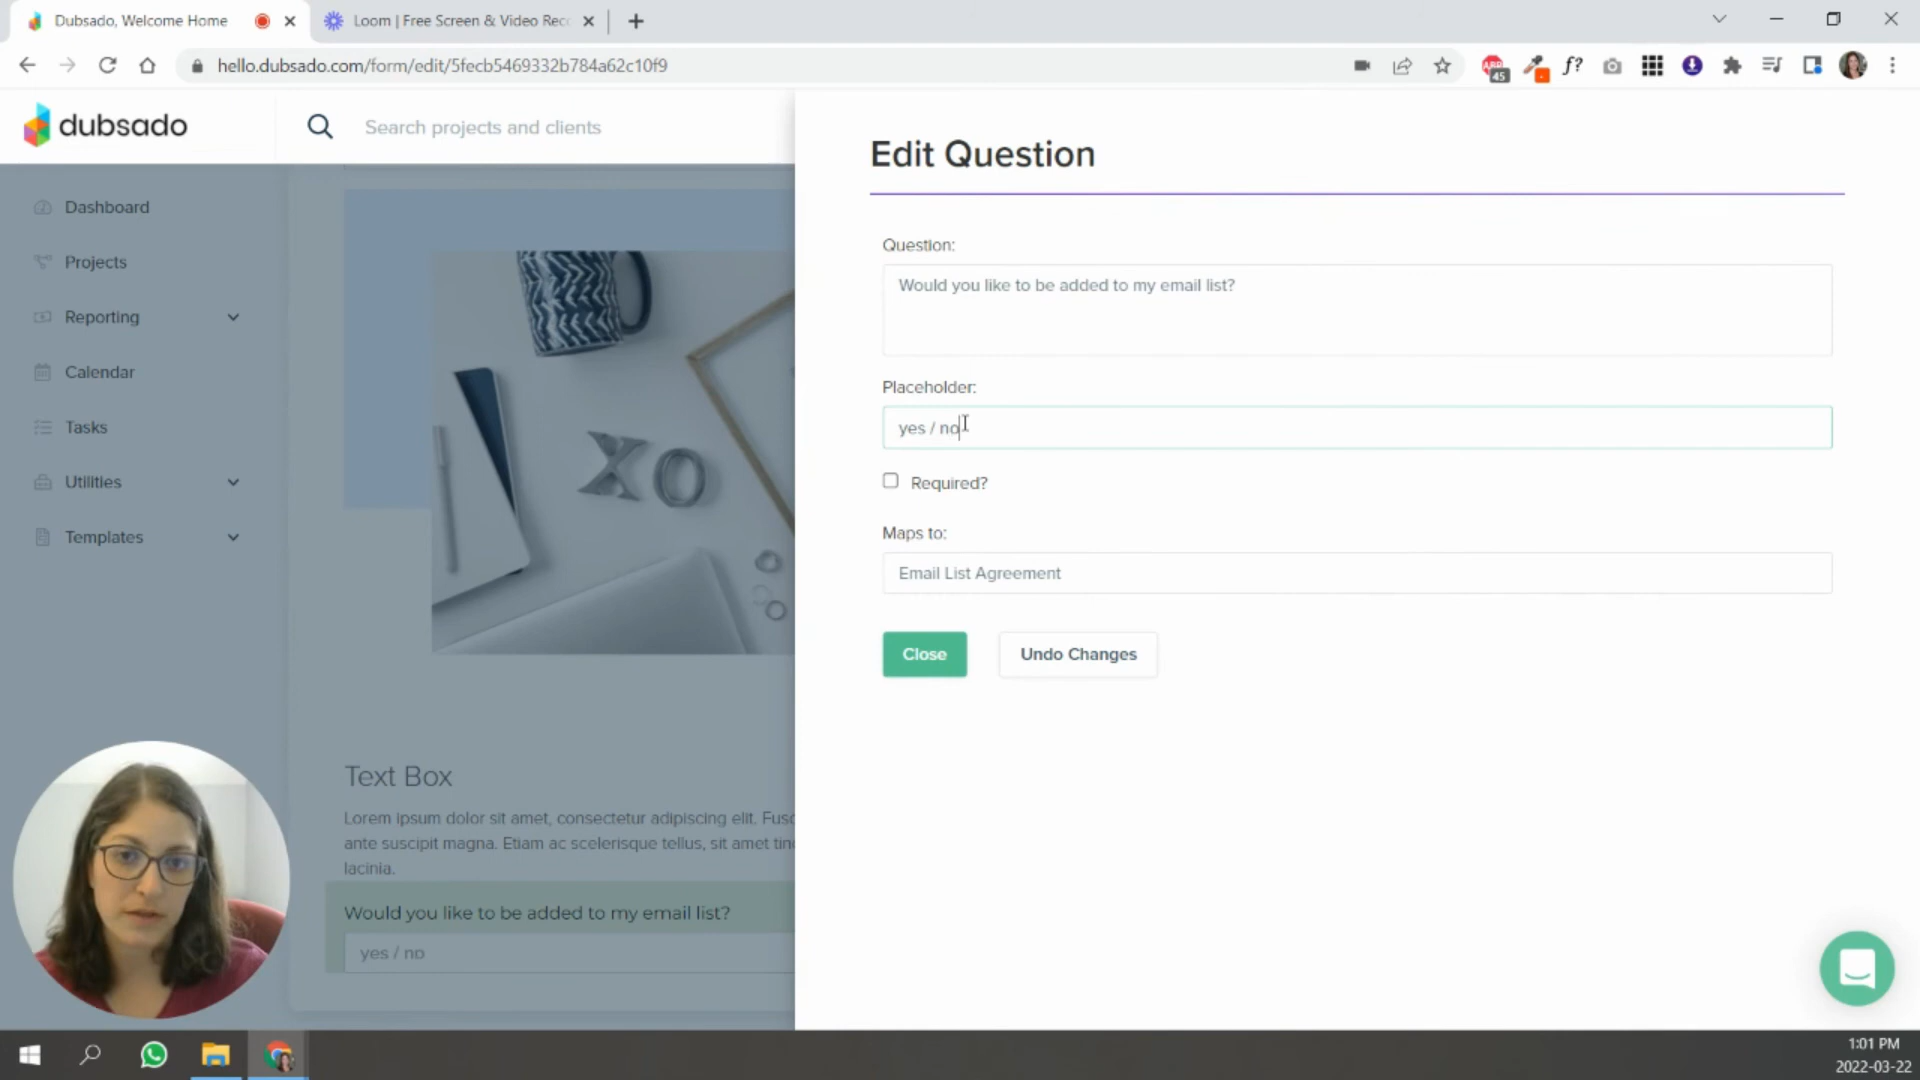 Dubsado, Welcome Home
Loom | Free Screen & Video Rec
hello.dubsado.com/form/edit/5fecb5469332b784a62c10f9
ABP
45
f?
dubsado
Search projects and clients
Dashboard
Projects
Reporting
Calendar
Tasks
Utilities
Templates
XO
Text Box
Lorem ipsum dolor sit amet, consectetur adipiscing elit. Fusc
ante suscipit magna. Etiam ac scelerisque tellus, sit amet tinc
lacinia.
Would you like to be added to my email list?
yes / no
Edit Question
Question:
Would you like to be added to my email list?
Placeholder:
yes / no
Required?
Maps to:
Email List Agreement
Close
Undo Changes
1:01 PM
2022-03-22